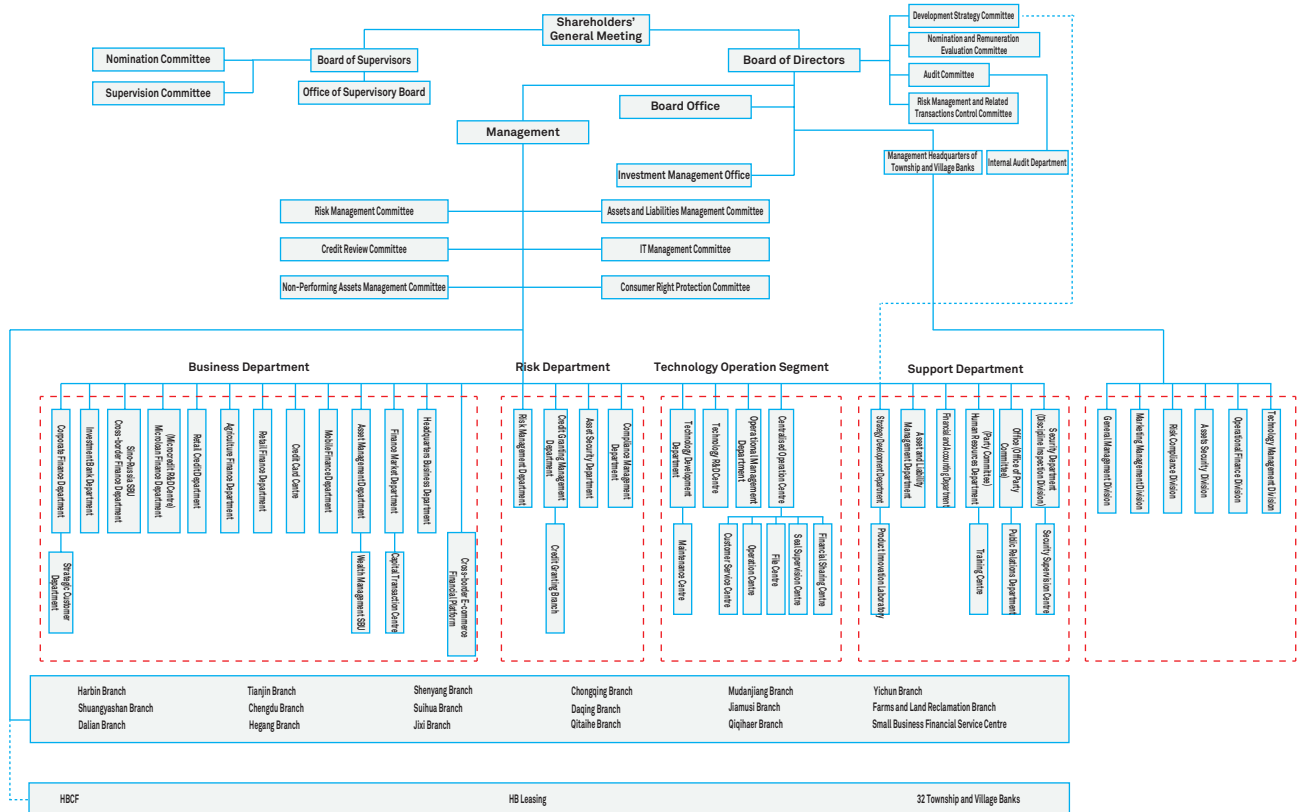 Shareholders'
General Meeting
Development Strategy Committee
Nomination and Remuneration
Evaluation Committee
Nomination Committee
Board of Supervisors
Board of Directors
Audit Committee
Supervision Committee
Office of Supervisory Board
Board Office
Risk Management and Related
Transactions Control Committee
Management
Management Headquarters of
Township and Village Banks
Internal Audit Department
Investment Management Office
Risk Management Committee
Assets and Liabilities Management Committee
Credit Review Committee
IT Management Committee
Non-Performing Assets Management Committee
Consumer Right Protection Committee
Business Department
Risk Department
Technology Operation Segment
Support Department
Corporate Finance Department
Investment Bank Department
Sino-Russia SBU
Cross-border Finance Department
(Microcredit R&D Centre)
Microloan Finance Department
Retail Credit Department
Agriculture Finance Department
Retail Finance Department
Credit Card Centre
Mobile Finance Department
Asset Management Department
Finance Market Department
Headquarters Business Department
Cross-border E-commerce
Financial Platform
Strategic Customer
Department
Wealth Management SBU
Capital Transaction Centre
Risk Management Department
Credit Granting Management
Department
Asset Security Department
Compliance Management
Department
Credit Granting Branch
Technology Development
Department
Technology R&D Centre
Operational Management
Department
Centralised Operation Centre
Maintenance Centre
Customer Service Centre
Operation Centre
File Centre
Seal Supervision Centre
Financial Sharing Centre
Strategy Development Department
Asset and Liability
Management Department
Financial and Accounting Department
(Party Committee)
Human Resources Department
Office (Office of Party
Committee)
Security Department
(Discipline Inspection Division)
Product Innovation Laboratory
Training Centre
Public Relations Department
Security Supervision Centre
General Management Division
Marketing Management Division
Risk Compliance Division
Assets Security Division
Operational Finance Division
Technology Management Division
Harbin Branch
Tianjin Branch
Shenyang Branch
Chongqing Branch
Mudanjiang Branch
Yichun Branch
Shuangyashan Branch
Chengdu Branch
Suihua Branch
Daqing Branch
Jiamusi Branch
Farms and Land Reclamation Branch
Dalian Branch
Hegang Branch
Jixi Branch
Qitaihe Branch
Qiqihaer Branch
Small Business Financial Service Centre
HBCF
HB Leasing
32 Township and Village Banks